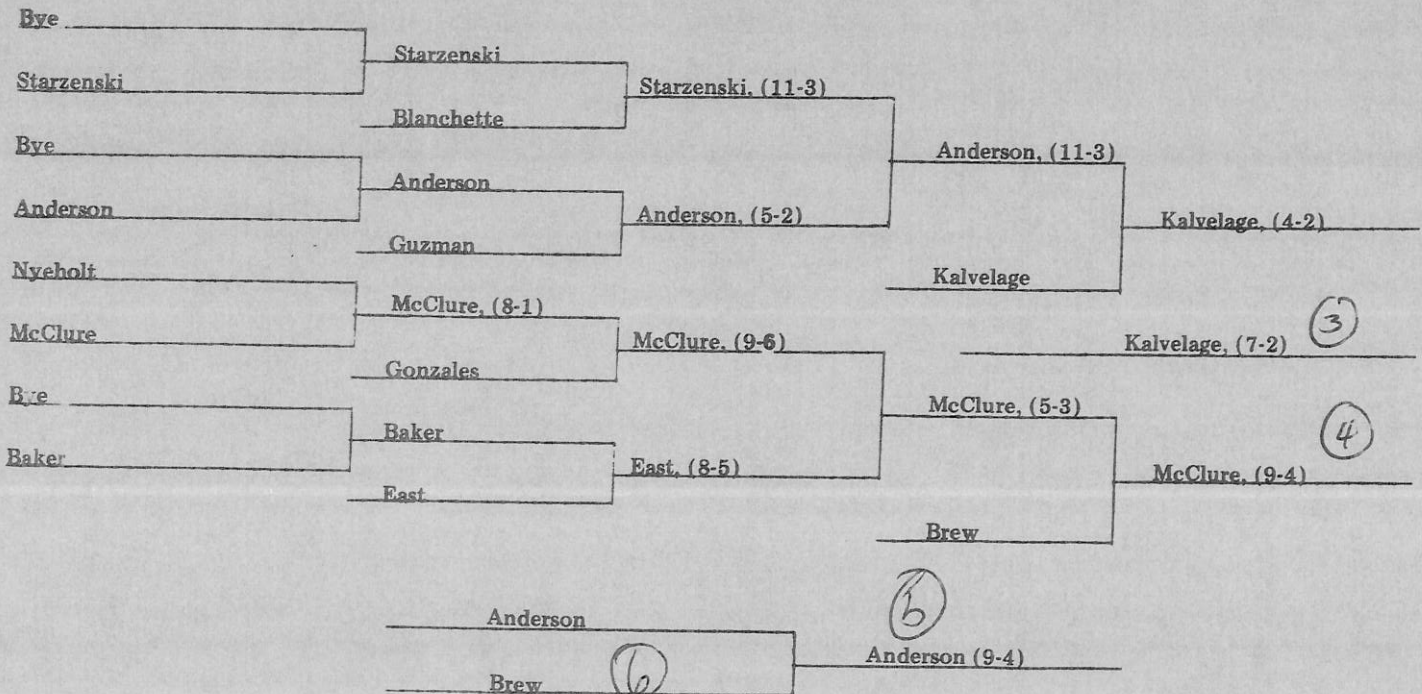 Bye
Starzenski
Starzenski
Starzenski, (11-3)
Blanchette
Bye
Anderson, (11-3)
Anderson
Anderson
Anderson, (5-2)
Kalvelage, (4-2)
Guzman
Nyeholt
Kalvelage
McClure, (8-1)
3
McClure
McClure, (9-6)
Kalvelage, (7-2)
Gonzales
Bye
McClure, (5-3)
4
Baker
Baker
East, (8-5)
McClure, (9-4)
East
Brew
Anderson
5
Anderson (9-4)
Brew
6